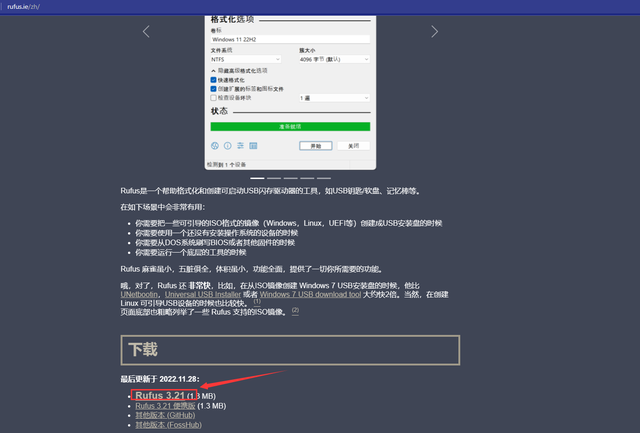 rufus.ie/zh/
格式化选项
卷标
Windows 11 22H2
文件系统 簇大小
NTFS 4096 字节 (默认)
隐藏高级格式化选项
快速格式化
创建扩展的标签和图标文件
检查设备坏块 1 遍
状态
准备就绪
开始 关闭
检测到 1 个设备
Rufus是一个帮助格式化和创建可启动USB闪存驱动器的工具，如USB钥匙/软盘、记忆棒等。
在如下场景中会非常有用：
• 你需要把一些可引导的ISO格式的镜像（Windows，Linux，UEFI等）创建成USB安装盘的时候
• 你需要使用一个还没有安装操作系统的设备的时候
• 你需要从DOS系统刷写BIOS或者其他固件的时候
• 你需要运行一个底层的工具的时候
Rufus 麻雀虽小，五脏俱全，体积虽小，功能全面，提供了一切你所需要的功能。
哦，对了，Rufus 还 非常快，比如，在从ISO镜像创建 Windows 7 USB安装盘的时候，他比
UNetbootin，Universal USB Installer 或者 Windows 7 USB download tool 大约快2倍。当然，在创建
Linux 可引导USB设备的时候也比较快。 (1)
页面底部也粗略列举了一些 Rufus 支持的ISO镜像。 (2)
下载
最后更新于 2022.11.28：
• Rufus 3.21 (1.3 MB)
• Rufus 3.21 便携版 (1.3 MB)
• 其他版本 (GitHub)
• 其他版本 (FossHub)